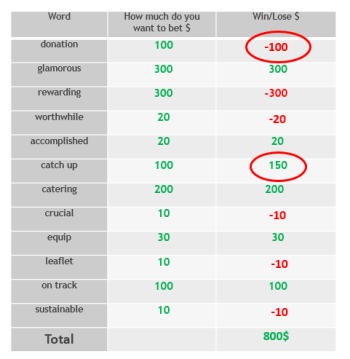 Word How much do you Win/Lose $
want to bet $
donation 100 -100
glamorous 300 300
rewarding 300 -300
worthwhile 20 -20
accomplished 20 20
catch up 100 150
catering 200 200
crucial 10 -10
equip 30 30
leaflet 10 -10
on track 100 100
sustainable 10 -10
Total 800$